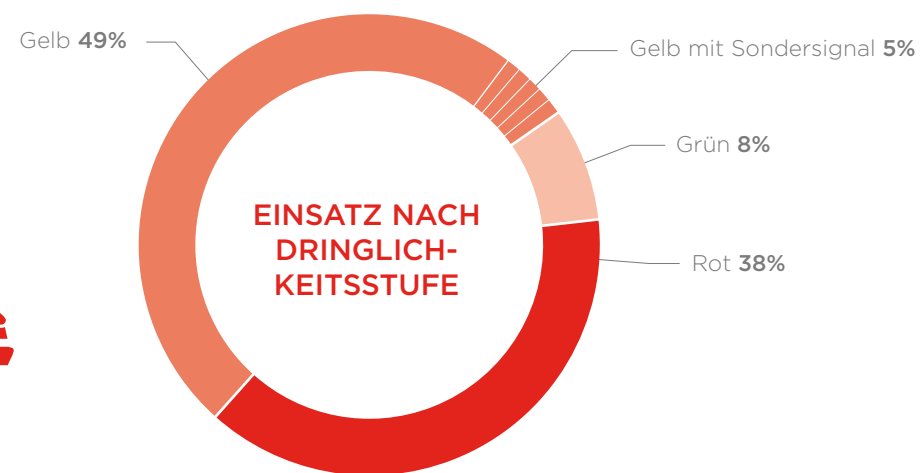 Gelb 49%
Gelb mit Sondersignal 5%
Grün 8%
EINSATZ NACH
DRINGLICH-
KEITSSTUFE
Rot 38%